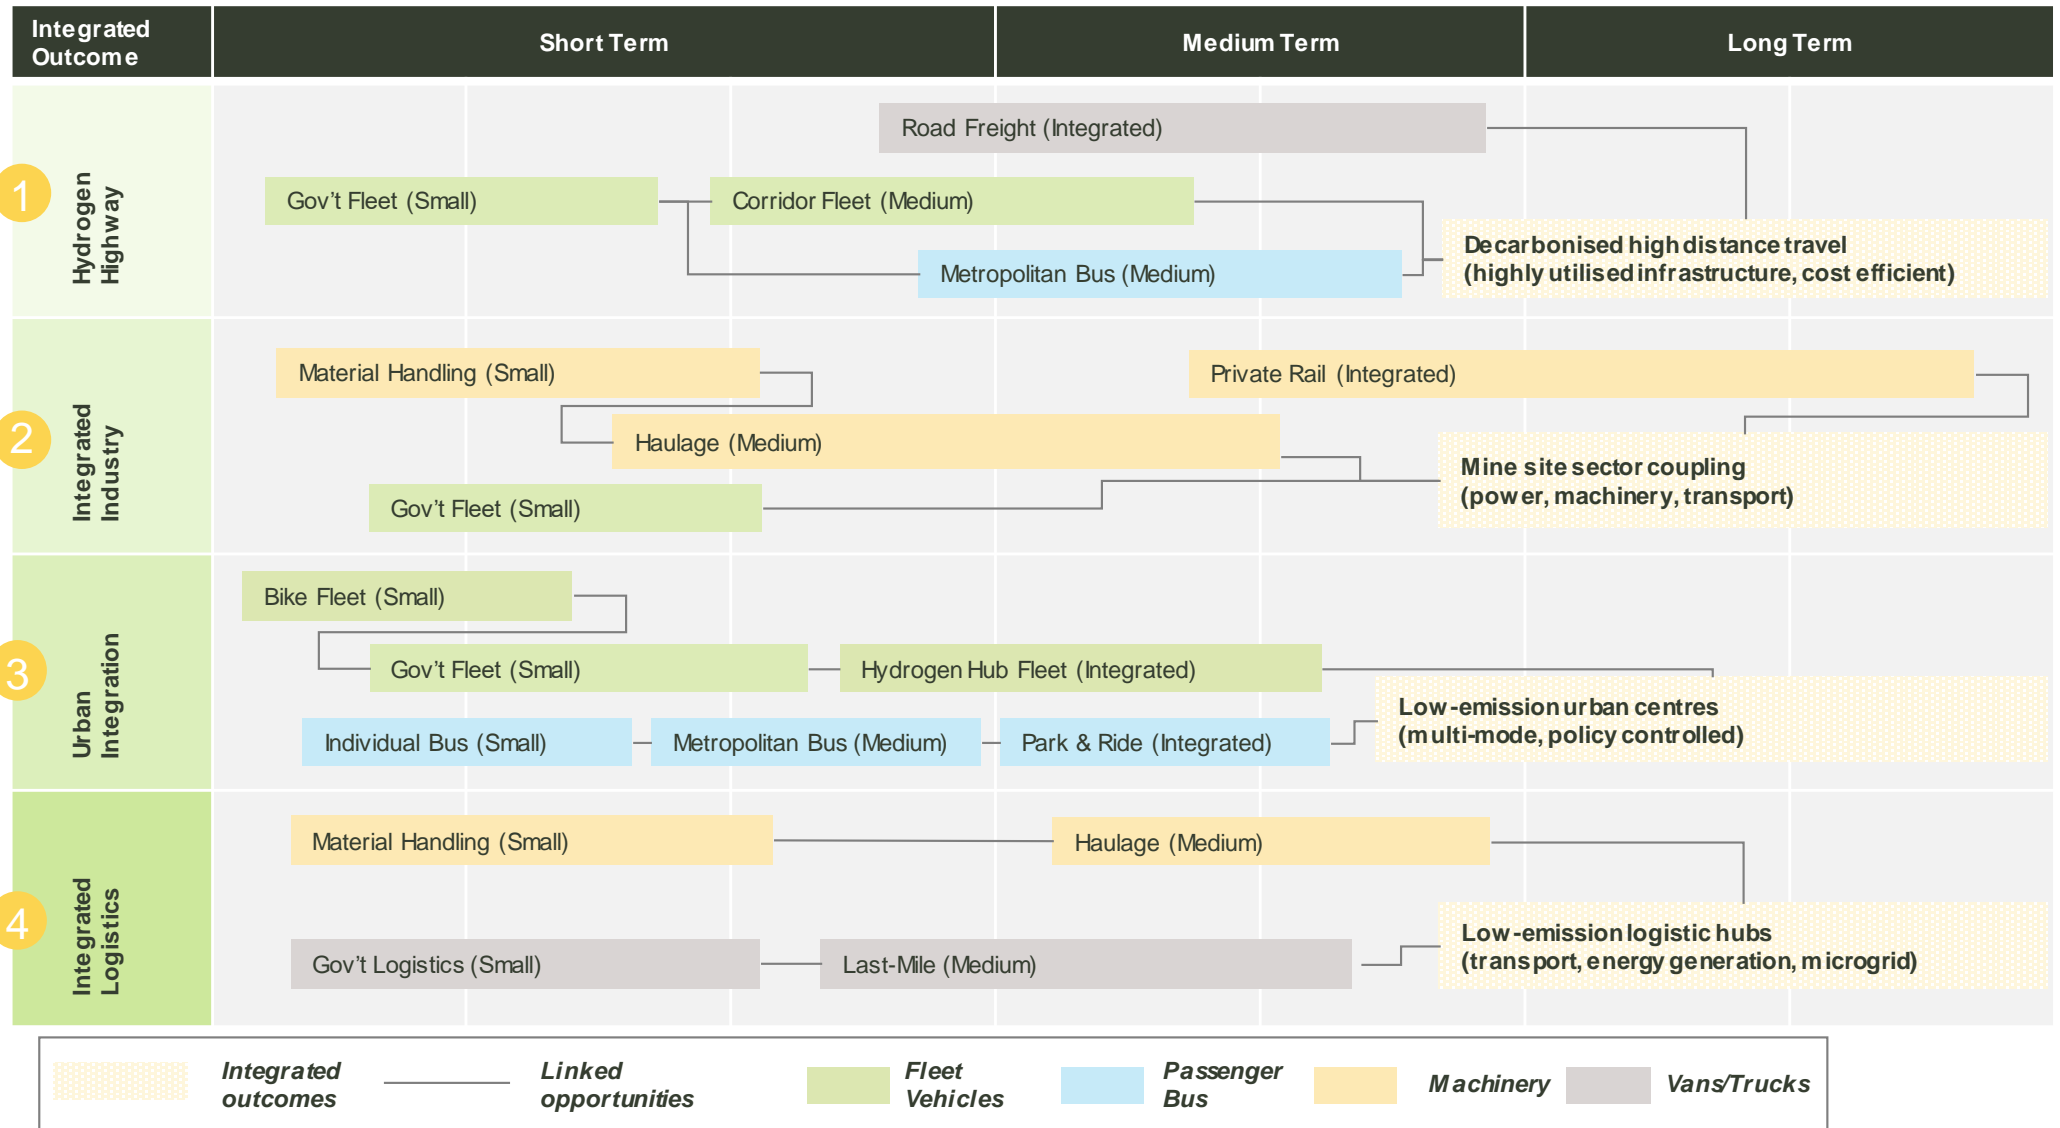 Integrated
Outcome
Short Term
Medium Term
Long Term
1
Hydrogen
Highway
Road Freight (Integrated)
Gov't Fleet (Small)
Corridor Fleet (Medium)
Metropolitan Bus (Medium)
Decarbonised high distance travel
(highly utilised infrastructure, cost efficient)
2
Integrated
Industry
Material Handling (Small)
Private Rail (Integrated)
Haulage (Medium)
Gov't Fleet (Small)
Mine site sector coupling
(power, machinery, transport)
3
Urban
Integration
Bike Fleet (Small)
Gov't Fleet (Small)
Hydrogen Hub Fleet (Integrated)
Individual Bus (Small)
Metropolitan Bus (Medium)
Park & Ride (Integrated)
Low-emission urban centres
(multi-mode, policy controlled)
4
Integrated
Logistics
Material Handling (Small)
Haulage (Medium)
Gov't Logistics (Small)
Last-Mile (Medium)
Low-emission logistic hubs
(transport, energy generation, microgrid)
Integrated
outcomes
Linked
opportunities
Fleet
Vehicles
Passenger
Bus
Machinery
Vans/Trucks